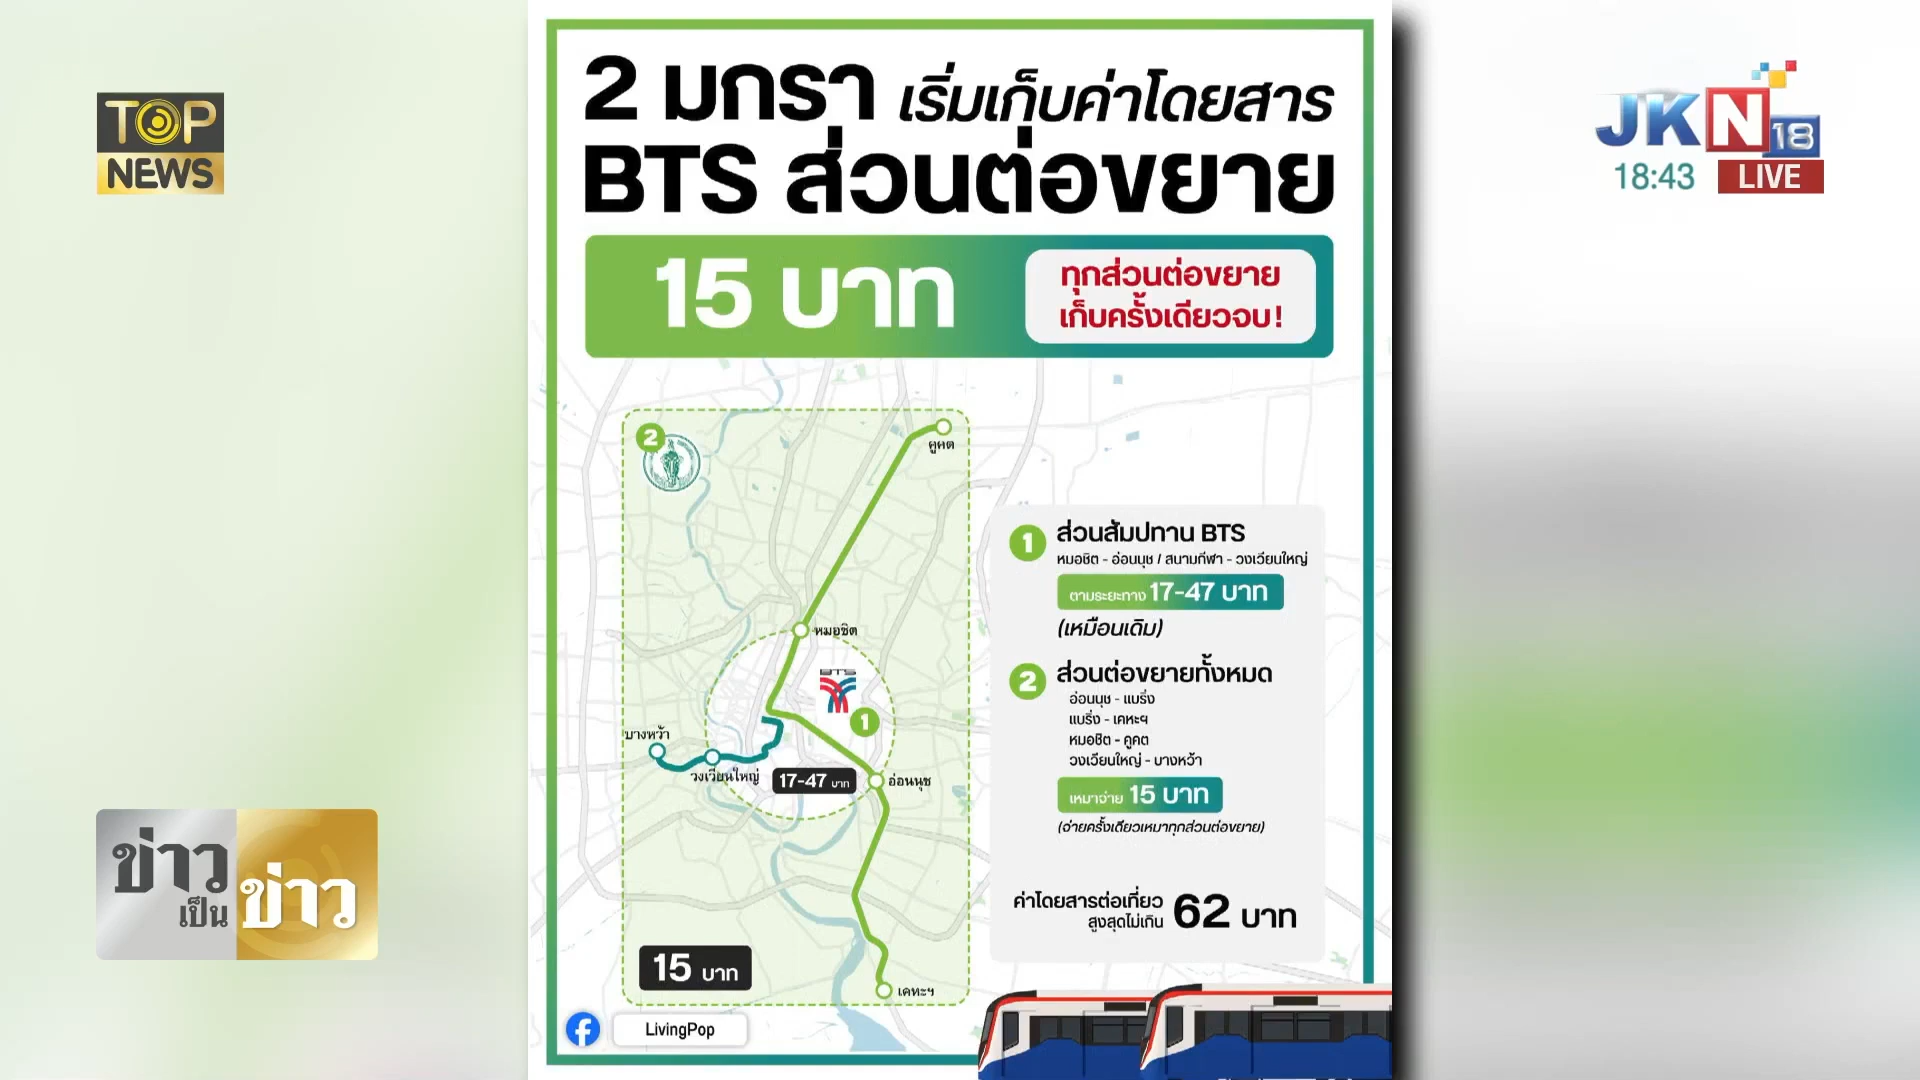 TOP
NEWS
JKN18
18:43
LIVE
2 มกรา เริ่มเก็บค่าโดยสาร
BTS ส่วนต่อขยาย
15 บาท
ทุกส่วนต่อขยาย
เก็บครั้งเดียวจบ!
2
คูคต
หมอชิต
BTS
1
บางหว้า
วงเวียนใหญ่
17-47 บาท
อ่อนนุช
15 บาท
เคหะฯ
1
ส่วนสัมปทาน BTS
หมอชิต - อ่อนนุช / สนามกีฬา - วงเวียนใหญ่
ตามระยะทาง 17-47 บาท
(เหมือนเดิม)
2
ส่วนต่อขยายทั้งหมด
อ่อนนุช - แบริ่ง
แบริ่ง - เคหะฯ
หมอชิต - คูคต
วงเวียนใหญ่ - บางหว้า
เหมาจ่าย 15 บาท
(จ่ายครั้งเดียวเหมาทุกส่วนต่อขยาย)
ค่าโดยสารต่อเที่ยว
สูงสุดไม่เกิน 62 บาท
ข่าว
เป็น
ข่าว
LivingPop